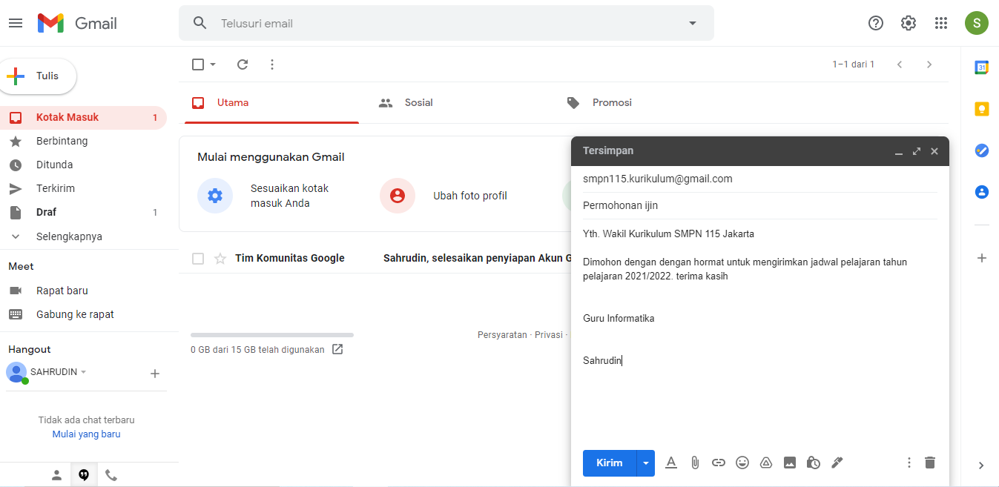 Gmail
Telusuri email
S
Tulis
1–1 dari 1
31
Utama
Sosial
Promosi
Kotak Masuk 1
Berbintang
Ditunda
Terkirim
Draf 1
Selengkapnya
Meet
Rapat baru
Gabung ke rapat
Hangout
SAHRUDIN
Tidak ada chat terbaru
Mulai yang baru
Mulai menggunakan Gmail
Sesuaikan kotak
masuk Anda
Ubah foto profil
Tim Komunitas Google Sahrudin, selesaikan penyiapan Akun G
Persyaratan · Privasi ·
0 GB dari 15 GB telah digunakan
Tersimpan
smpn115.kurikulum@gmail.com
Permohonan ijin
Yth. Wakil Kurikulum SMPN 115 Jakarta
Dimohon dengan dengan hormat untuk mengirimkan jadwal pelajaran tahun
pelajaran 2021/2022. terima kasih
Guru Informatika
Sahrudin
Kirim